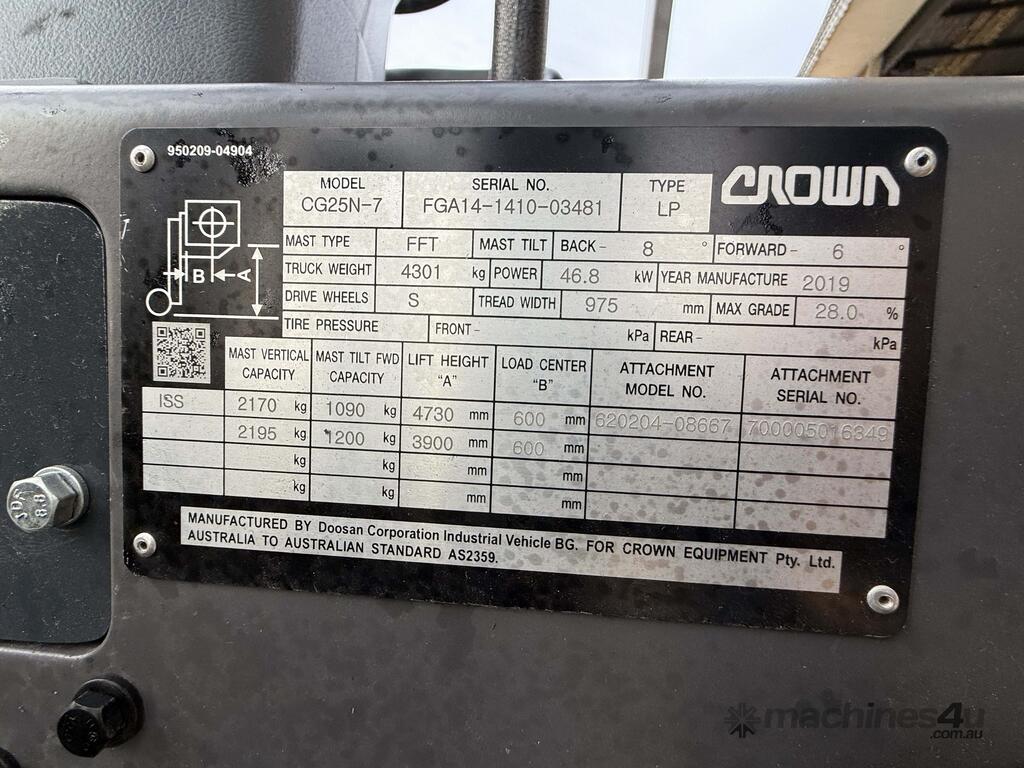 950209-04904
CROWN
MODEL SERIAL NO. TYPE
CG25N-7 FGA14-1410-03481 LP
MAST TYPE FFT MAST TILT BACK- 8 ° FORWARD- 6 °
TRUCK WEIGHT 4301 kg POWER 46.8 kW YEAR MANUFACTURE 2019
DRIVE WHEELS S TREAD WIDTH 975 mm MAX GRADE 28.0 %
TIRE PRESSURE FRONT- kPa REAR- kPa
B A
MAST VERTICAL CAPACITY MAST TILT FWD CAPACITY LIFT HEIGHT "A" LOAD CENTER "B" ATTACHMENT MODEL NO. ATTACHMENT SERIAL NO.
ISS 2170 kg 1090 kg 4730 mm 600 mm 620204-08667 700005016349
2195 kg 1200 kg 3900 mm 600 mm
kg kg mm mm
kg kg mm mm
MANUFACTURED BY Doosan Corporation Industrial Vehicle BG. FOR CROWN EQUIPMENT Pty. Ltd.
AUSTRALIA TO AUSTRALIAN STANDARD AS2359.
8.8
machines4u
.com.au